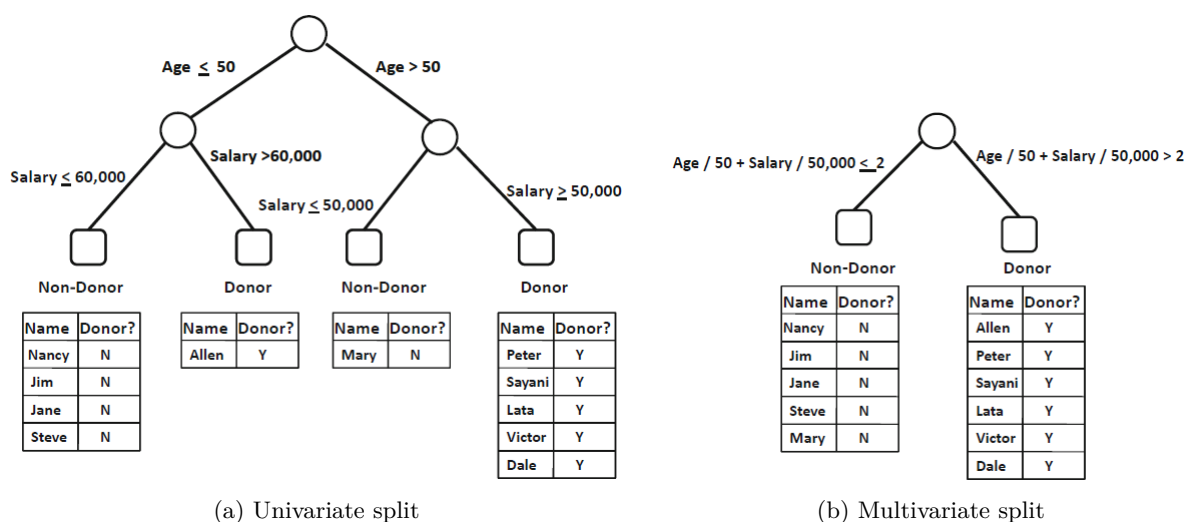 Age ≤ 50
Age > 50
Salary ≤ 60,000
Salary >60,000
Salary ≤ 50,000
Salary ≥ 50,000
Non-Donor
Donor
Non-Donor
Donor
Name Donor?
Nancy N
Jim N
Jane N
Steve N
Name Donor?
Allen Y
Name Donor?
Mary N
Name Donor?
Peter Y
Sayani Y
Lata Y
Victor Y
Dale Y
(a) Univariate split
Age / 50 + Salary / 50,000 ≤ 2
Age / 50 + Salary / 50,000 > 2
Non-Donor
Donor
Name Donor?
Nancy N
Jim N
Jane N
Steve N
Mary N
Name Donor?
Allen Y
Peter Y
Sayani Y
Lata Y
Victor Y
Dale Y
(b) Multivariate split